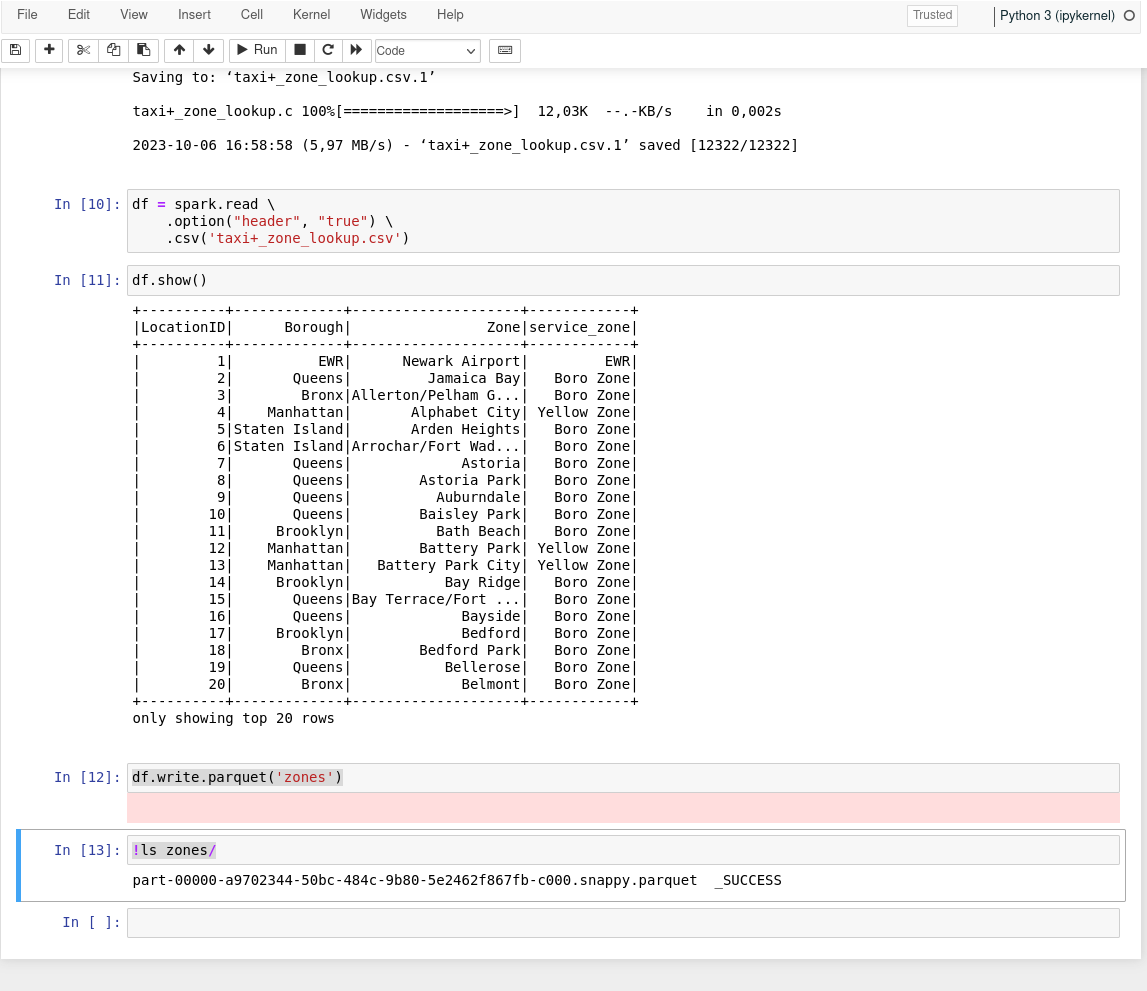 File Edit View Insert Cell Kernel Widgets Help Trusted Python 3 (ipykernel)
Run Code
Saving to: ‘taxi+_zone_lookup.csv.1’
taxi+_zone_lookup.c 100%[===================>]  12,03K  --.-KB/s    in 0,002s
2023-10-06 16:58:58 (5,97 MB/s) - ‘taxi+_zone_lookup.csv.1’ saved [12322/12322]
In [10]: df = spark.read \
    .option("header", "true") \
    .csv('taxi+_zone_lookup.csv')
In [11]: df.show()
+----------+-------------+--------------------+------------+
|LocationID|      Borough|                Zone|service_zone|
+----------+-------------+--------------------+------------+
|         1|          EWR|      Newark Airport|         EWR|
|         2|       Queens|         Jamaica Bay|   Boro Zone|
|         3|        Bronx|Allerton/Pelham G...|   Boro Zone|
|         4|    Manhattan|       Alphabet City| Yellow Zone|
|         5|Staten Island|       Arden Heights|   Boro Zone|
|         6|Staten Island|Arrochar/Fort Wad...|   Boro Zone|
|         7|       Queens|             Astoria|   Boro Zone|
|         8|       Queens|        Astoria Park|   Boro Zone|
|         9|       Queens|          Auburndale|   Boro Zone|
|        10|       Queens|        Baisley Park|   Boro Zone|
|        11|     Brooklyn|          Bath Beach|   Boro Zone|
|        12|    Manhattan|        Battery Park| Yellow Zone|
|        13|    Manhattan|   Battery Park City| Yellow Zone|
|        14|     Brooklyn|           Bay Ridge|   Boro Zone|
|        15|       Queens|Bay Terrace/Fort ...|   Boro Zone|
|        16|       Queens|             Bayside|   Boro Zone|
|        17|     Brooklyn|             Bedford|   Boro Zone|
|        18|        Bronx|        Bedford Park|   Boro Zone|
|        19|       Queens|           Bellerose|   Boro Zone|
|        20|        Bronx|             Belmont|   Boro Zone|
+----------+-------------+--------------------+------------+
only showing top 20 rows
In [12]: df.write.parquet('zones')
In [13]: !ls zones/
part-00000-a9702344-50bc-484c-9b80-5e2462f867fb-c000.snappy.parquet  _SUCCESS
In [ ]: